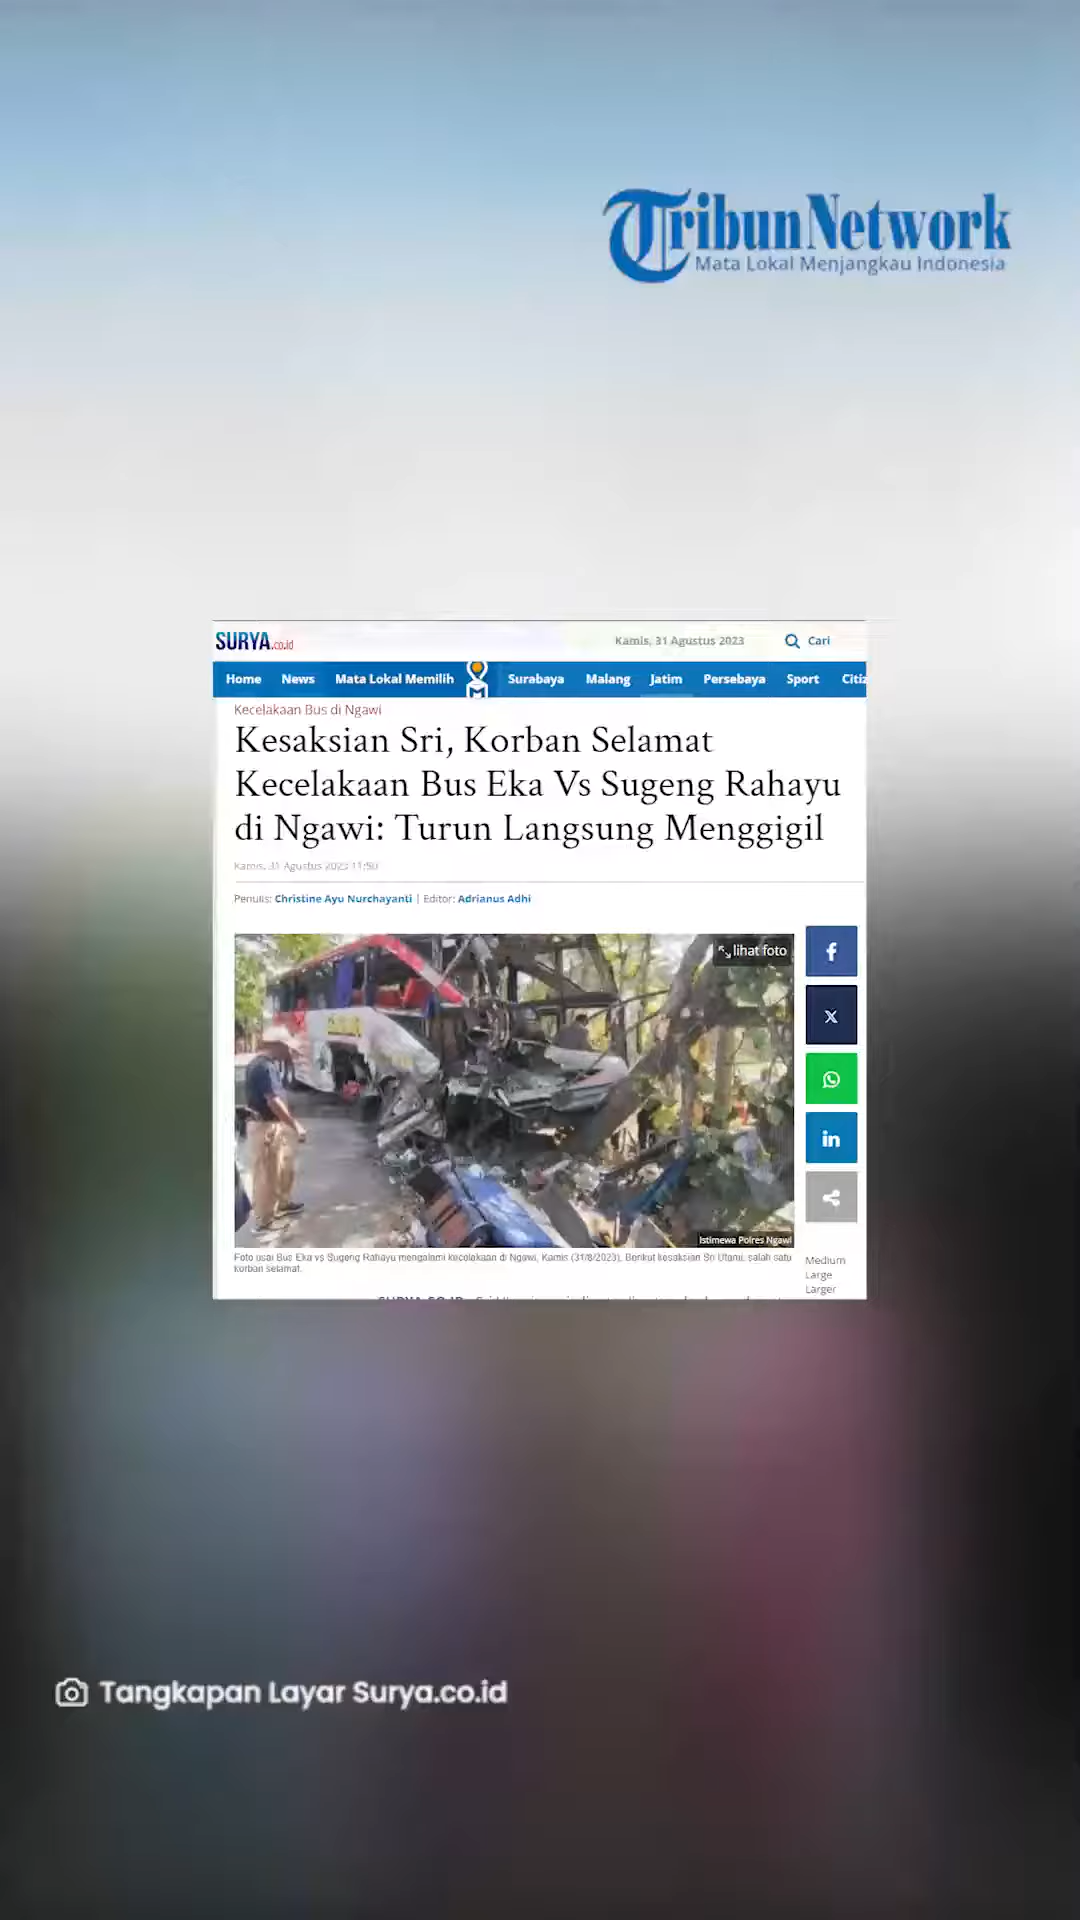 TribunNetwork
Mata Lokal Menjangkau Indonesia
SURYA.co.id
Kamis, 31 Agustus 2023
Cari
Home News Mata Lokal Memilih Surabaya Malang Jatim Persebaya Sport Citiz
Kecelakaan Bus di Ngawi
Kesaksian Sri, Korban Selamat
Kecelakaan Bus Eka Vs Sugeng Rahayu
di Ngawi: Turun Langsung Menggigil
Kamis, 31 Agustus 2023 11:50
Penulis: Christine Ayu Nurchayanti | Editor: Adrianus Adhi
lihat foto
Istimewa Polres Ngawi
Foto usai Bus Eka vs Sugeng Rahayu mengalami kecelakaan di Ngawi, Kamis (31/8/2023). Berikut kesaksian Sri Utami, salah satu
korban selamat.
Medium
Large
Larger
Tangkapan Layar Surya.co.id